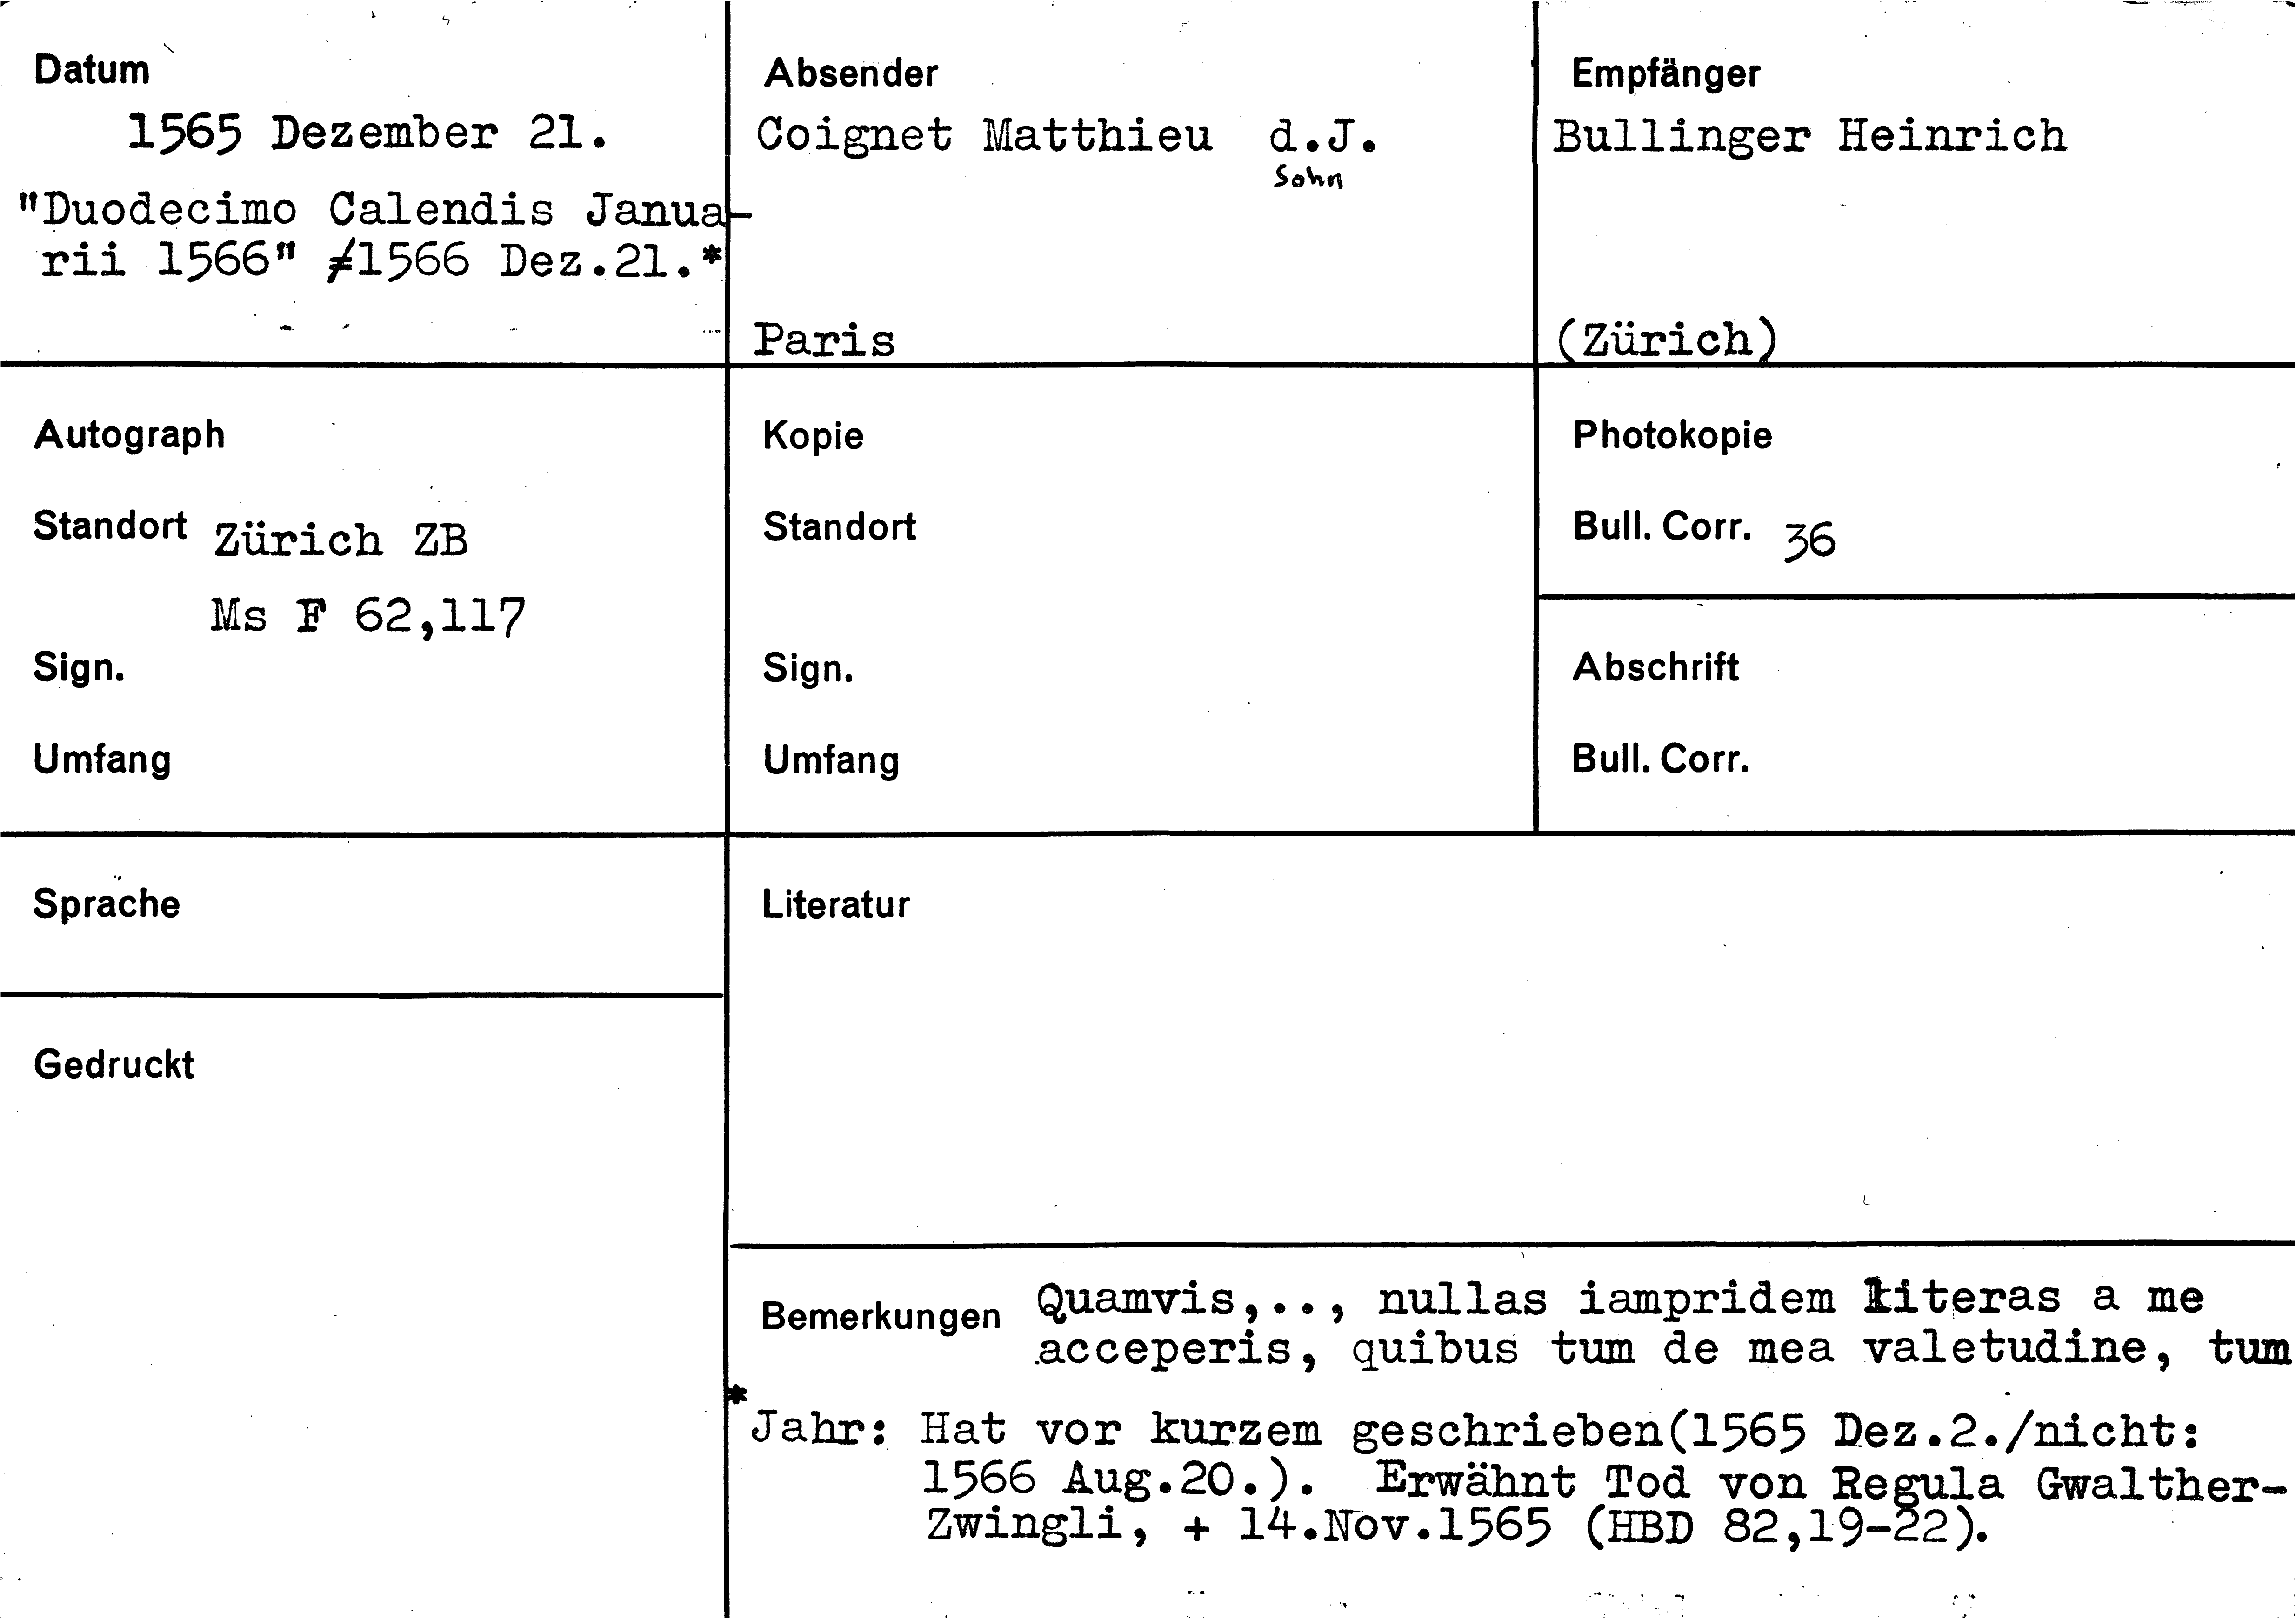 Datum
1565 Dezember 21.
"Duodecimo Calendis Janua-
rii 1566" ≠1566 Dez.21.*
Absender
Coignet Matthieu d.J.
Sohn
Paris
Empfänger
Bullinger Heinrich
(Zürich)
Autograph
Standort Zürich ZB
Ms F 62,117
Sign.
Umfang
Kopie
Standort
Sign.
Umfang
Photokopie
Bull. Corr. 36
Abschrift
Bull. Corr.
Sprache
Gedruckt
Literatur
Bemerkungen Quamvis,.., nullas iampridem literas a me
acceperis, quibus tum de mea valetudine, tum
*
Jahr: Hat vor kurzem geschrieben(1565 Dez.2./nicht:
1566 Aug.20.). Erwähnt Tod von Regula Gwalther-
Zwingli, + 14.Nov.1565 (HBD 82,19-22).